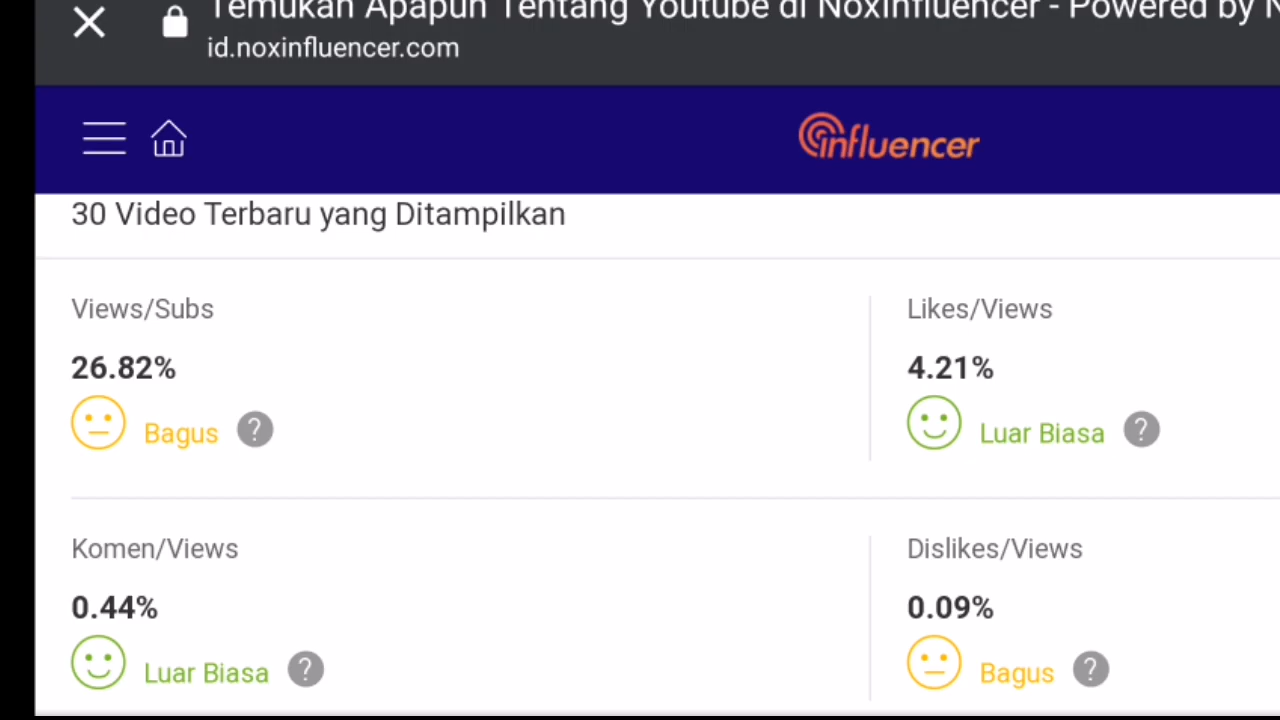 Temukan Apapun Tentang Youtube di NoxInfluencer - Powered by
id.noxinfluencer.com
influencer
30 Video Terbaru yang Ditampilkan
Views/Subs
Likes/Views
26.82%
4.21%
Bagus ?
Luar Biasa ?
Komen/Views
Dislikes/Views
0.44%
0.09%
Luar Biasa ?
Bagus ?